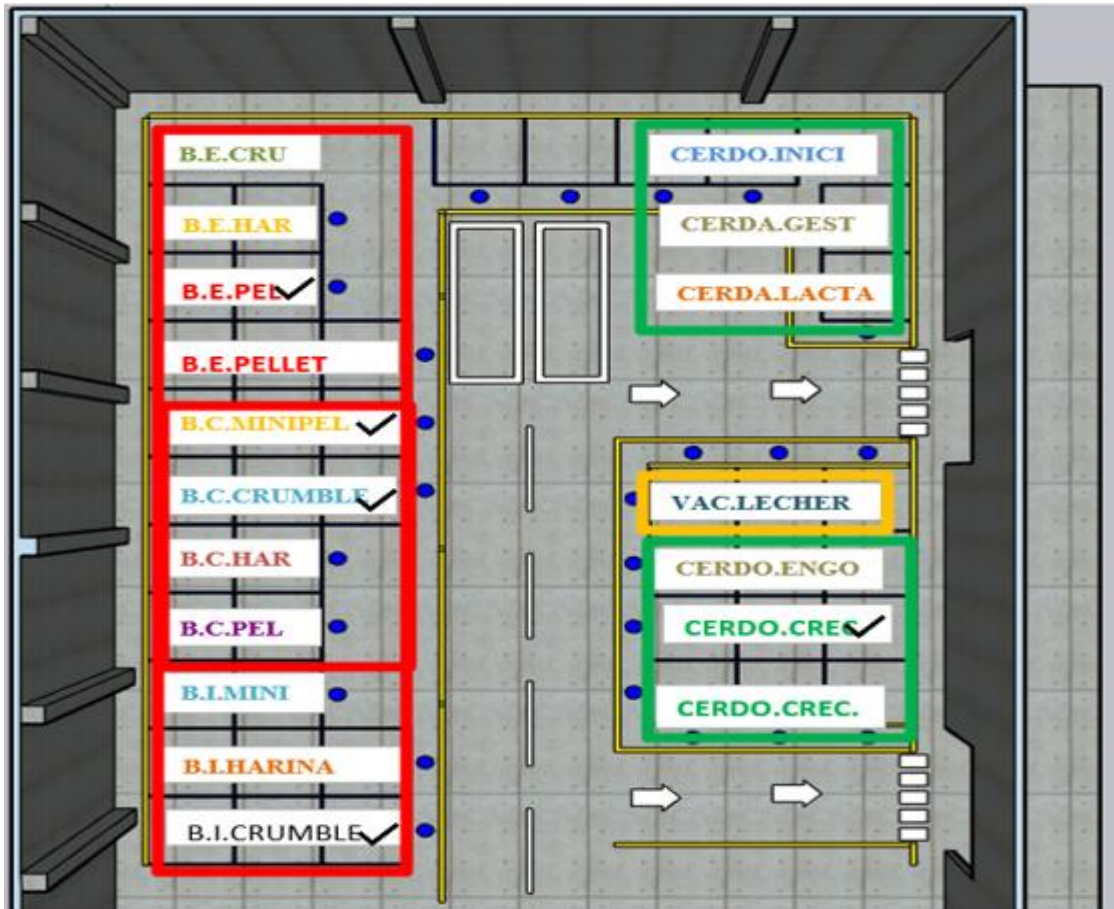 B.E.CRU
B.E.HAR
B.E.PEL
B.E.PELLET
B.C.MINIPEL
B.C.CRUMBLE
B.C.HAR
B.C.PEL
B.I.MINI
B.I.HARINA
B.I.CRUMBLE
CERDO.INICI
CERDA.GEST
CERDA.LACTA
VAC.LECHER
CERDO.ENGO
CERDO.CREC
CERDO.CREC.